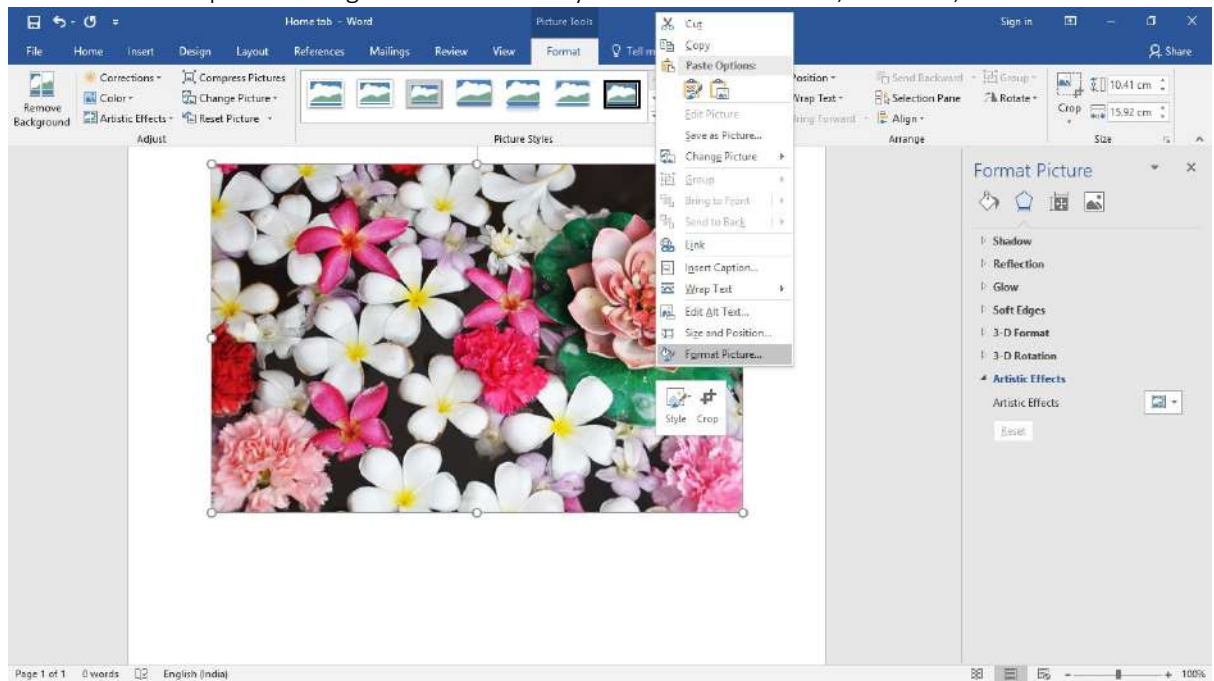 Home tab - Word
Picture Tools
Sign in
File Home Insert Design Layout References Mailings Review View Format Tell m
Share
Remove Background
Corrections
Color
Artistic Effects
Compress Pictures
Change Picture
Reset Picture
Adjust
Picture Styles
Position
Wrap Text
Bring Forward
Send Backward
Selection Pane
Align
Group
Rotate
Arrange
Crop
10.41 cm
15.92 cm
Size
Cut
Copy
Paste Options:
Edit Picture
Save as Picture...
Change Picture
Group
Bring to Front
Send to Back
Link
Insert Caption...
Wrap Text
Edit Alt Text...
Size and Position...
Format Picture...
Style Crop
Format Picture
Shadow
Reflection
Glow
Soft Edges
3-D Format
3-D Rotation
Artistic Effects
Artistic Effects
Reset
Page 1 of 1 0 words English (India)
100%